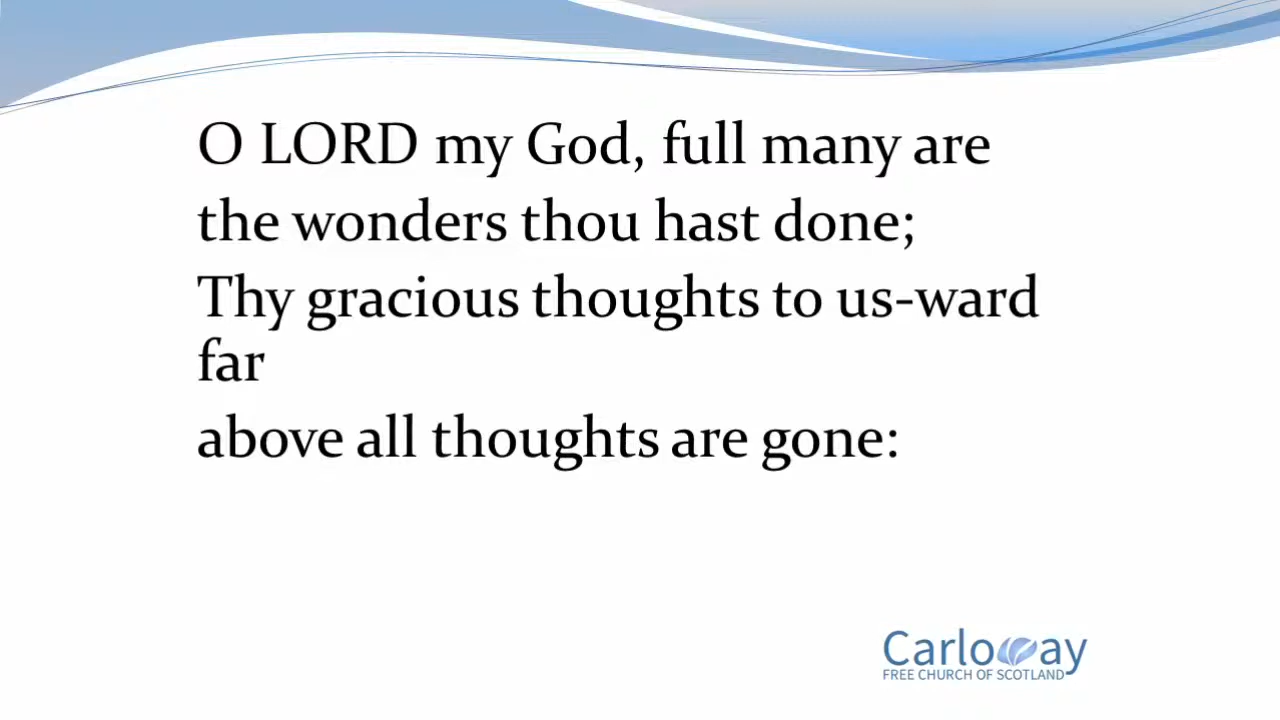 O LORD my God, full many are
the wonders thou hast done;
Thy gracious thoughts to us-ward
far
above all thoughts are gone:
Carloway
FREE CHURCH OF SCOTLAND